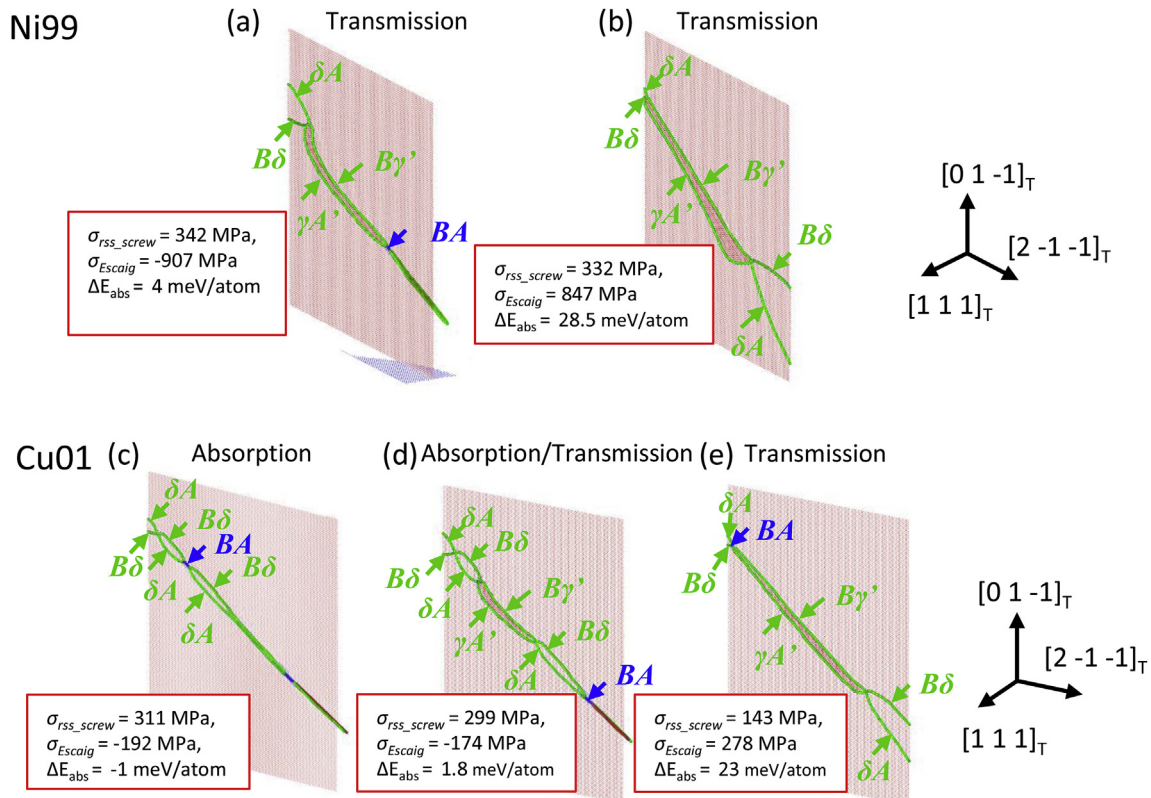 Ni99
(a) Transmission
δA
Bδ
Bγ’
γA’
BA
σrss_screw = 342 MPa,
σEscaig = -907 MPa
ΔEabs = 4 meV/atom
(b) Transmission
δA
Bδ
Bγ’
γA’
Bδ
δA
σrss_screw = 332 MPa,
σEscaig = 847 MPa
ΔEabs = 28.5 meV/atom
[0 1 -1]T
[2 -1 -1]T
[1 1 1]T
Cu01
(c) Absorption
δA
Bδ
BA
Bδ
δA
Bδ
δA
σrss_screw = 311 MPa,
σEscaig = -192 MPa,
ΔEabs = -1 meV/atom
(d) Absorption/Transmission
δA
Bδ
Bδ
δA
Bγ’
γA’
Bδ
δA
BA
σrss_screw = 299 MPa,
σEscaig = -174 MPa
ΔEabs = 1.8 meV/atom
(e) Transmission
δA
BA
Bδ
Bγ’
γA’
Bδ
δA
σrss_screw = 143 MPa,
σEscaig = 278 MPa
ΔEabs = 23 meV/atom
[0 1 -1]T
[2 -1 -1]T
[1 1 1]T